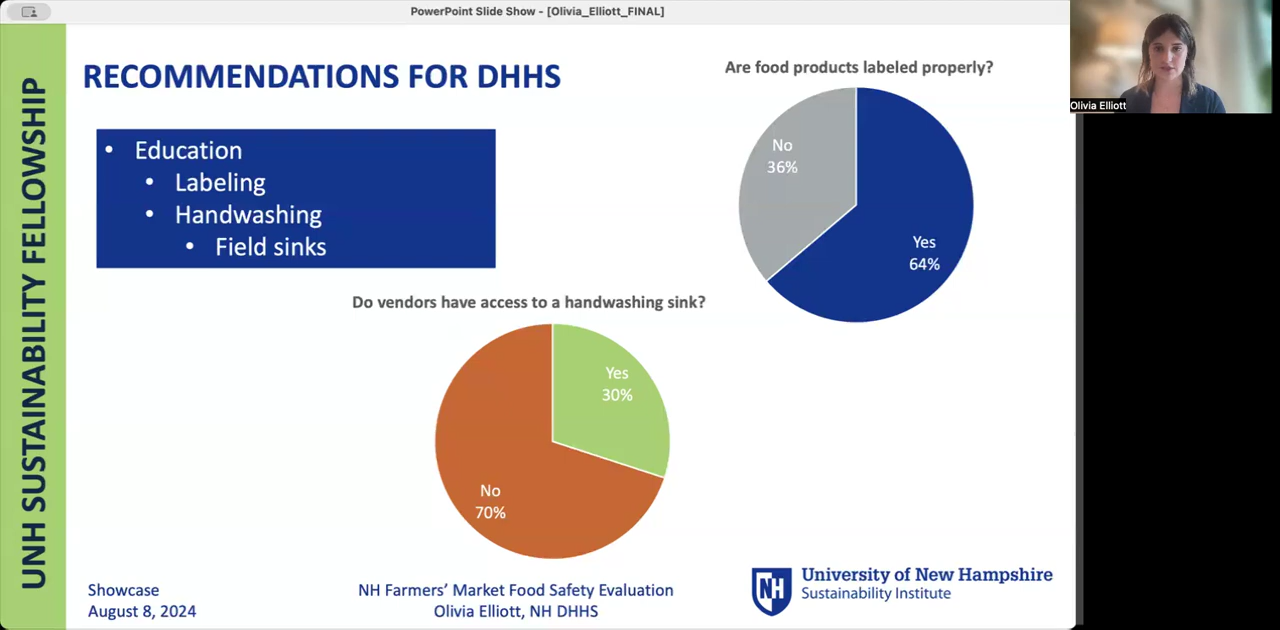 PowerPoint Slide Show - [Olivia_Elliott_FINAL]
UNH SUSTAINABILITY FELLOWSHIP
RECOMMENDATIONS FOR DHHS
• Education
• Labeling
• Handwashing
• Field sinks
Are food products labeled properly?
No
36%
Yes
64%
Do vendors have access to a handwashing sink?
Yes
30%
No
70%
Showcase
August 8, 2024
NH Farmers’ Market Food Safety Evaluation
Olivia Elliott, NH DHHS
NH
University of New Hampshire
Sustainability Institute
Olivia Elliott